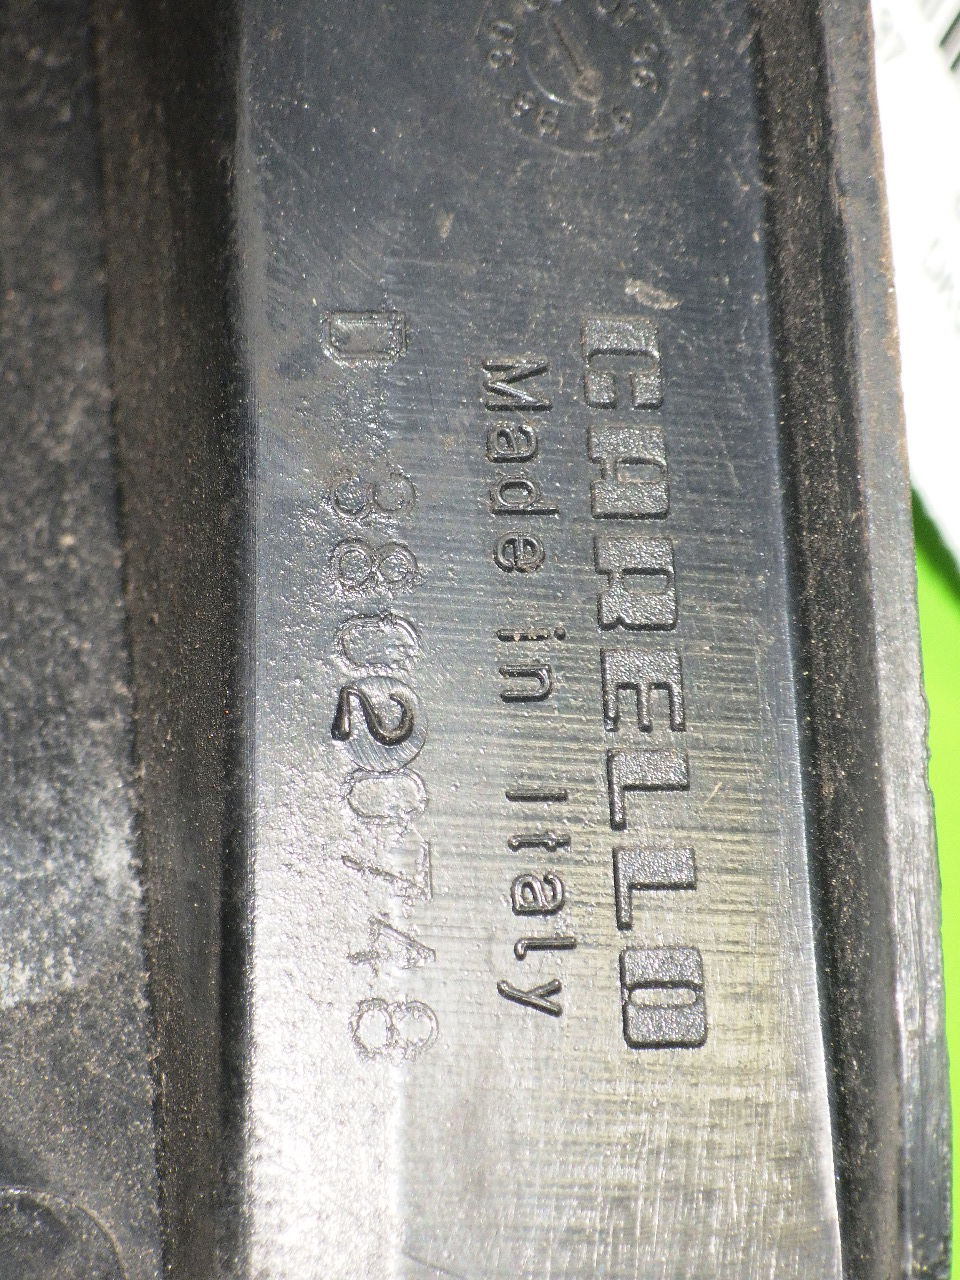 CARELLO
Made in Italy
D 38020748